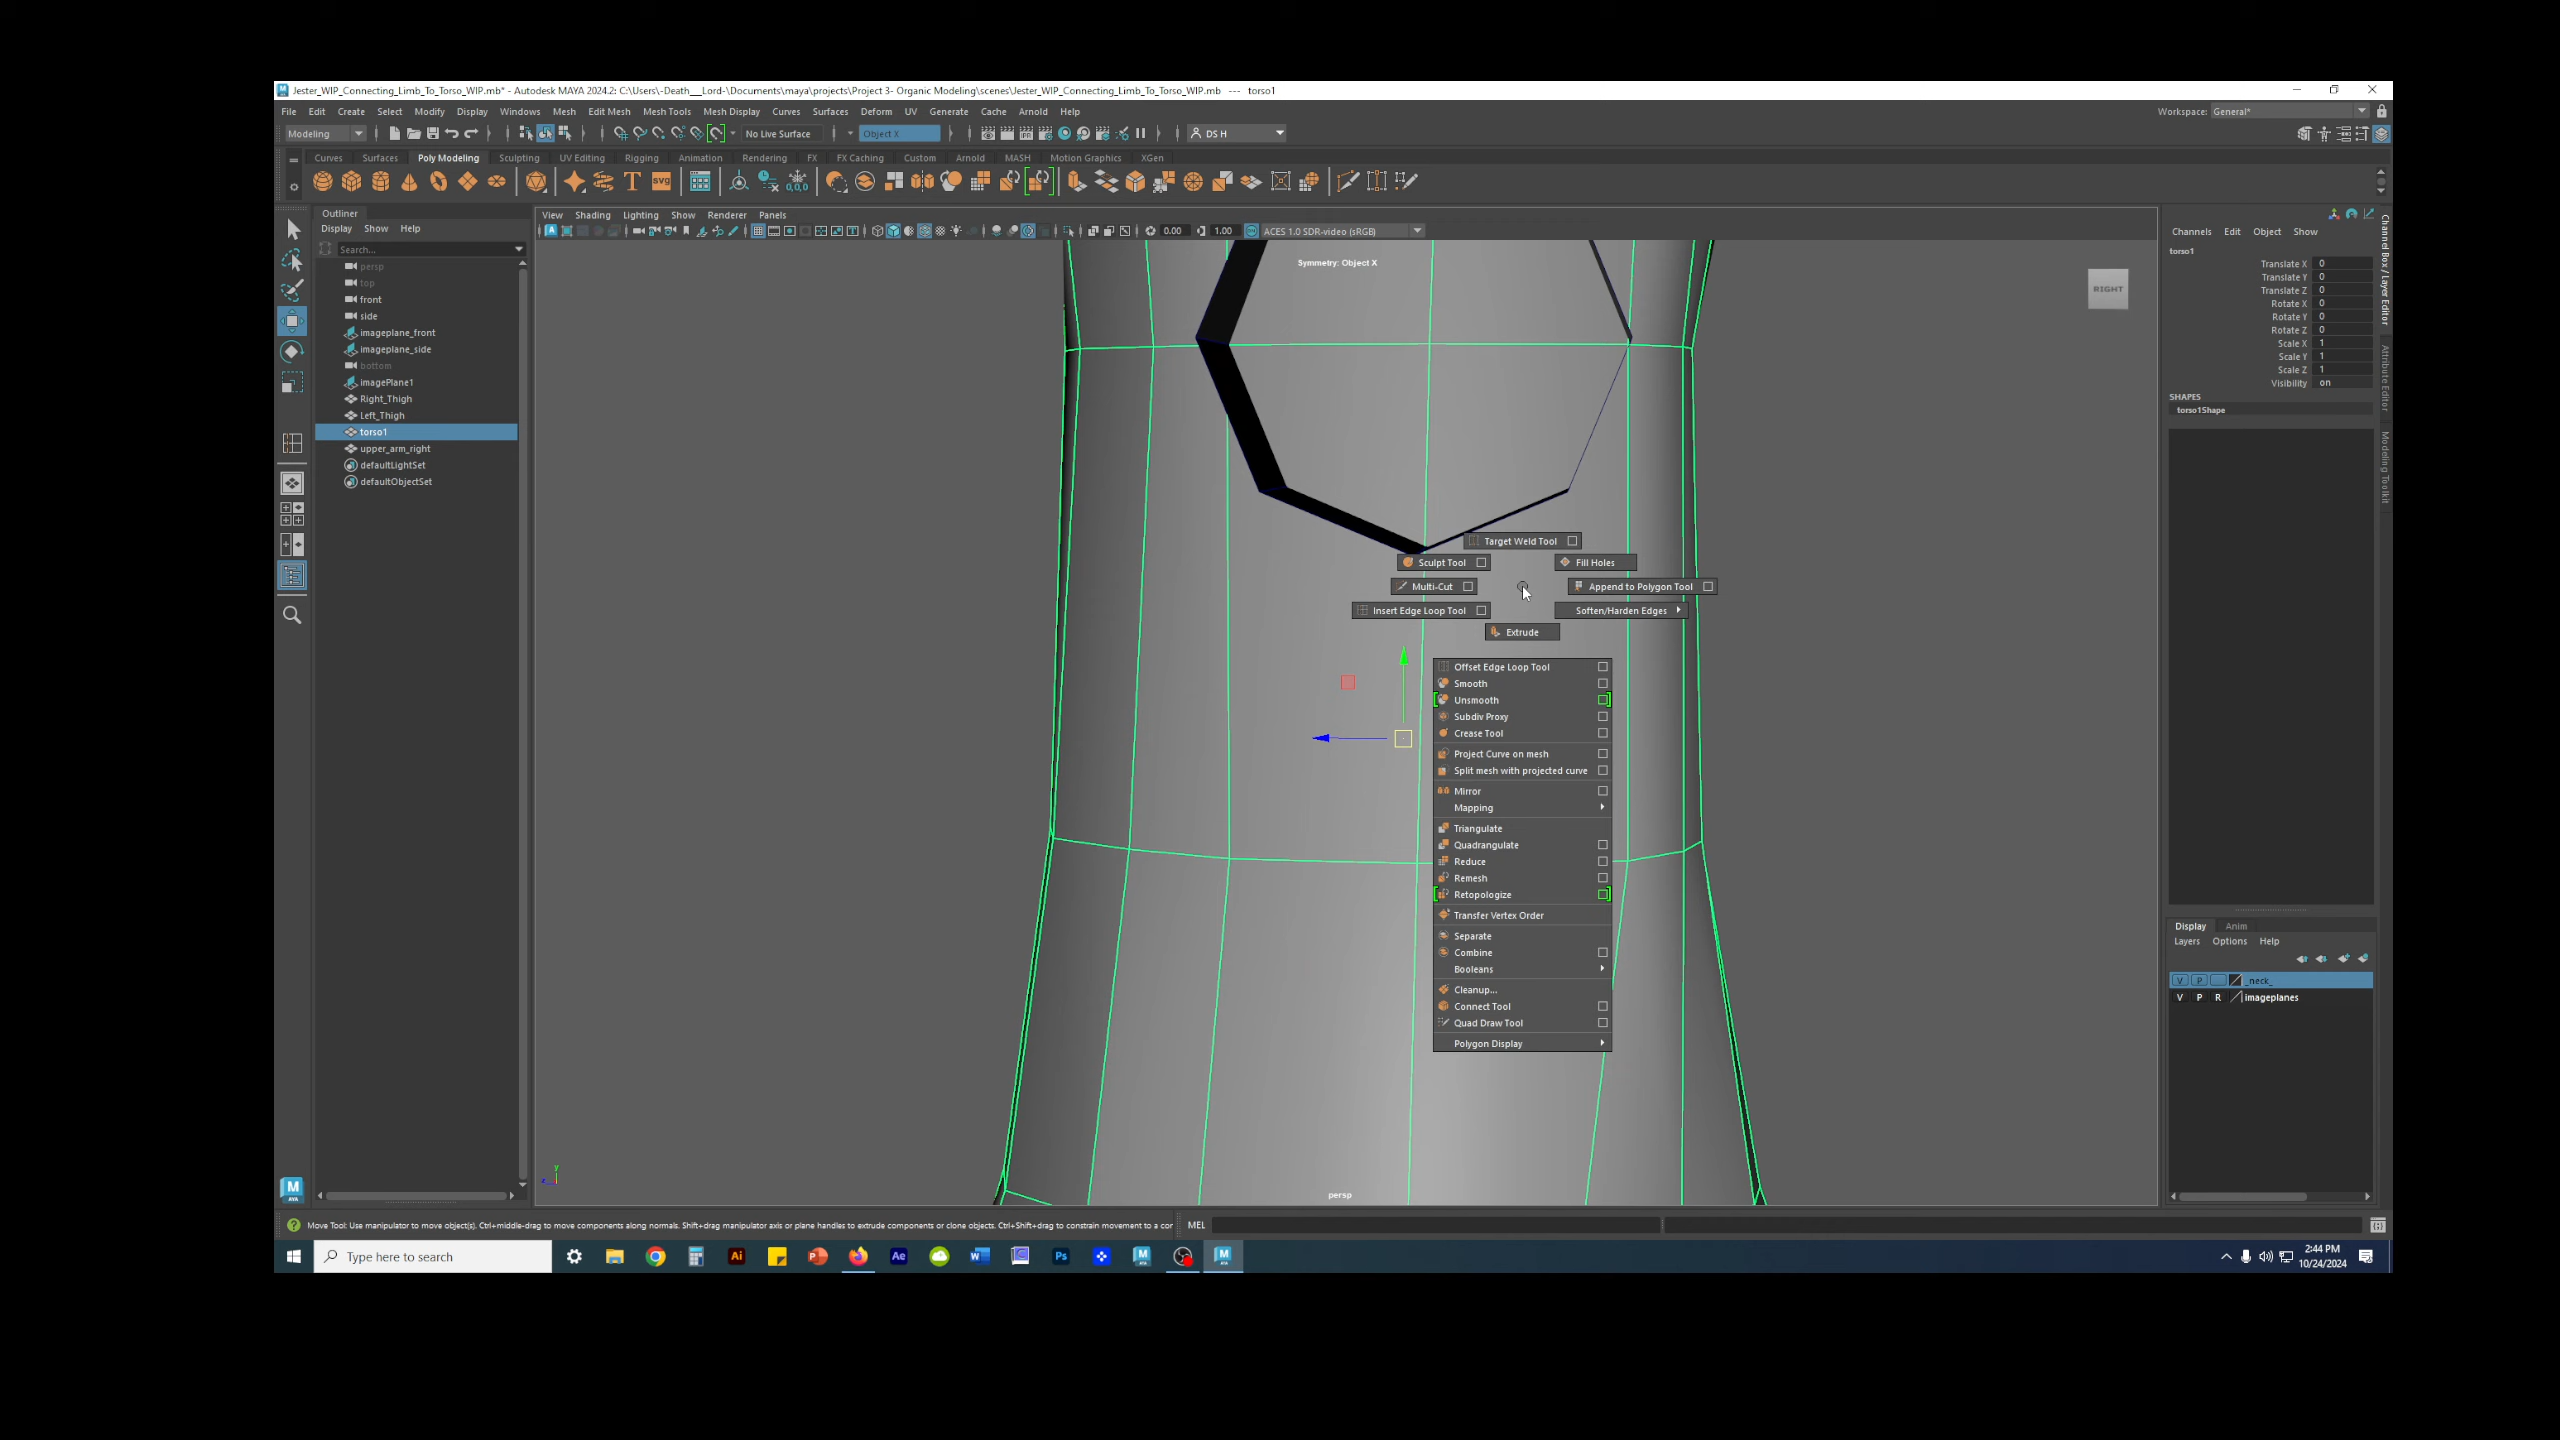 Jester_WIP_Connecting_Limb_To_Torso_WIP.mb* - Autodesk MAYA 2024.2: C:\Users\-Death__Lord-\Documents\maya\projects\Project 3- Organic Modeling\scenes\Jester_WIP_Connecting_Limb_To_Torso_WIP.mb --- torso1
File Edit Create Select Modify Display Windows Mesh Edit Mesh Mesh Tools Mesh Display Curves Surfaces Deform UV Generate Cache Arnold Help
Workspace: General*
Modeling No Live Surface Object X DS H
Curves Surfaces Poly Modeling Sculpting UV Editing Rigging Animation Rendering FX FX Caching Custom Arnold MASH Motion Graphics XGen
Outliner
Display Show Help
Search...
persp
top
front
side
imageplane_front
imageplane_side
bottom
imagePlane1
Right_Thigh
Left_Thigh
torso1
upper_arm_right
defaultLightSet
defaultObjectSet
View Shading Lighting Show Renderer Panels
0.00 1.00 ACES 1.0 SDR-video (sRGB)
Symmetry: Object X
RIGHT
Target Weld Tool
Sculpt Tool
Fill Holes
Multi-Cut
Append to Polygon Tool
Insert Edge Loop Tool
Soften/Harden Edges
Extrude
Offset Edge Loop Tool
Smooth
Unsmooth
Subdiv Proxy
Crease Tool
Project Curve on mesh
Split mesh with projected curve
Mirror
Mapping
Triangulate
Quadrangulate
Reduce
Remesh
Retopologize
Transfer Vertex Order
Separate
Combine
Booleans
Cleanup...
Connect Tool
Quad Draw Tool
Polygon Display
persp
Channels Edit Object Show
torso1
Translate X 0
Translate Y 0
Translate Z 0
Rotate X 0
Rotate Y 0
Rotate Z 0
Scale X 1
Scale Y 1
Scale Z 1
Visibility on
SHAPES
torso1Shape
Channel Box / Layer Editor
Attribute Editor
Modeling Toolkit
Display Anim
Layers Options Help
V P _neck_
V P R imageplanes
Move Tool: Use manipulator to move object(s). Ctrl+middle-drag to move components along normals. Shift+drag manipulator axis or plane handles to extrude components or clone objects. Ctrl+Shift+drag to constrain movement to a cor
MEL
Type here to search
2:44 PM
10/24/2024